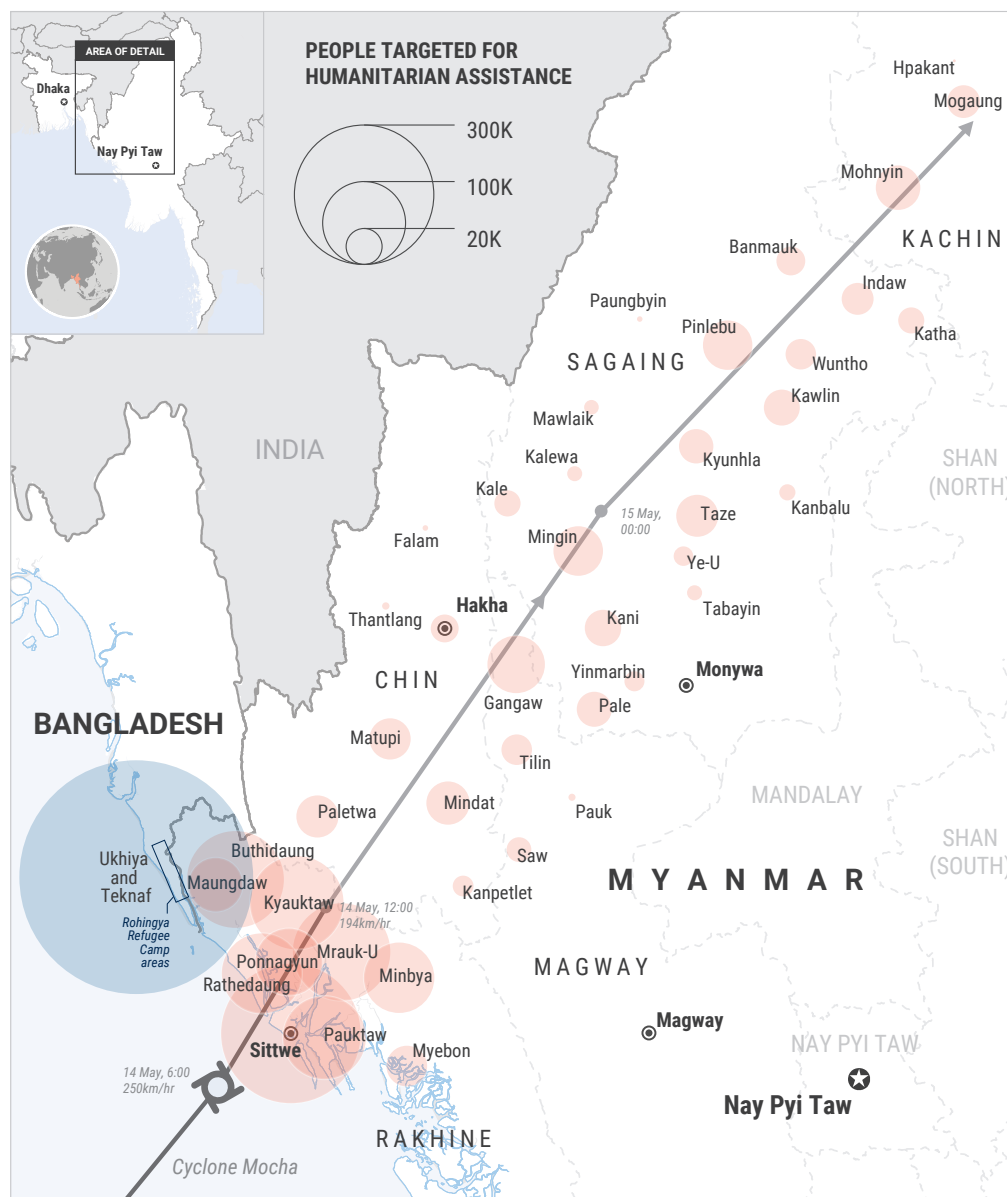 AREA OF DETAIL
Dhaka
Nay Pyi Taw
PEOPLE TARGETED FOR
HUMANITARIAN ASSISTANCE
300K
100K
20K
Hpakant
Mogaung
Mohnyin
KACHIN
Banmauk
Indaw
Paungbyin
Pinlebu
Katha
SAGAING
Wuntho
Kawlin
Mawlaik
INDIA
Kalewa
Kyunhla
SHAN
(NORTH)
Kale
Kanbalu
15 May,
00:00
Taze
Falam
Mingin
Ye-U
Hakha
Tabayin
Thantlang
Kani
CHIN
Yinmarbin
Monywa
Gangaw
Pale
BANGLADESH
Matupi
Tilin
MANDALAY
Paletwa
Mindat
Pauk
SHAN
(SOUTH)
Buthidaung
Saw
Ukhiya
and
Teknaf
Maungdaw
MYANMAR
Kanpetlet
Kyauktaw
14 May, 12:00
194km/hr
Rohingya
Refugee
Camp
areas
Mrauk-U
Ponnagyun
MAGWAY
Minbya
Rathedaung
Magway
Pauktaw
Sittwe
NAY PYI TAW
Myebon
14 May, 6:00
250km/hr
Nay Pyi Taw
RAKHINE
Cyclone Mocha